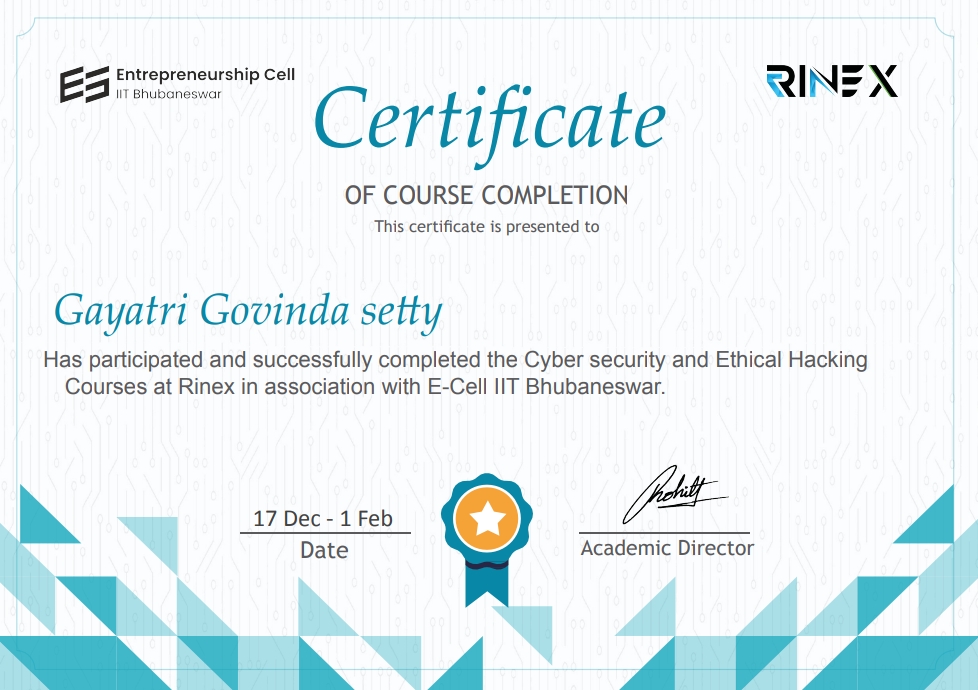 Entrepreneurship Cell
IIT Bhubaneswar
RINEX
Certificate
OF COURSE COMPLETION
This certificate is presented to
Gayatri Govinda setty
Has participated and successfully completed the Cyber security and Ethical Hacking
Courses at Rinex in association with E-Cell IIT Bhubaneswar.
17 Dec - 1 Feb
Date
Academic Director